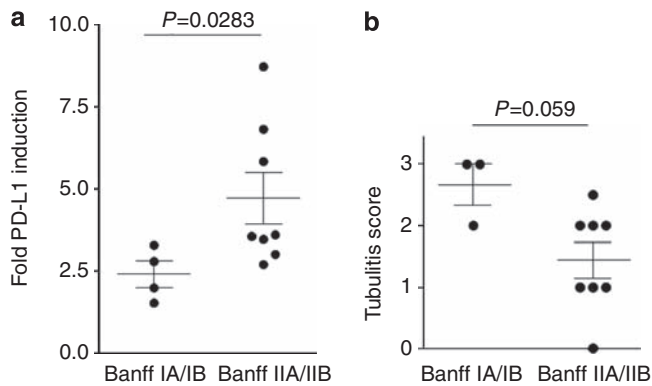 a
P=0.0283
10.0
7.5
5.0
2.5
0.0
Fold PD-L1 induction
Banff IA/IB Banff IIA/IIB
b
P=0.059
3
2
1
0
Tubulitis score
Banff IA/IB Banff IIA/IIB